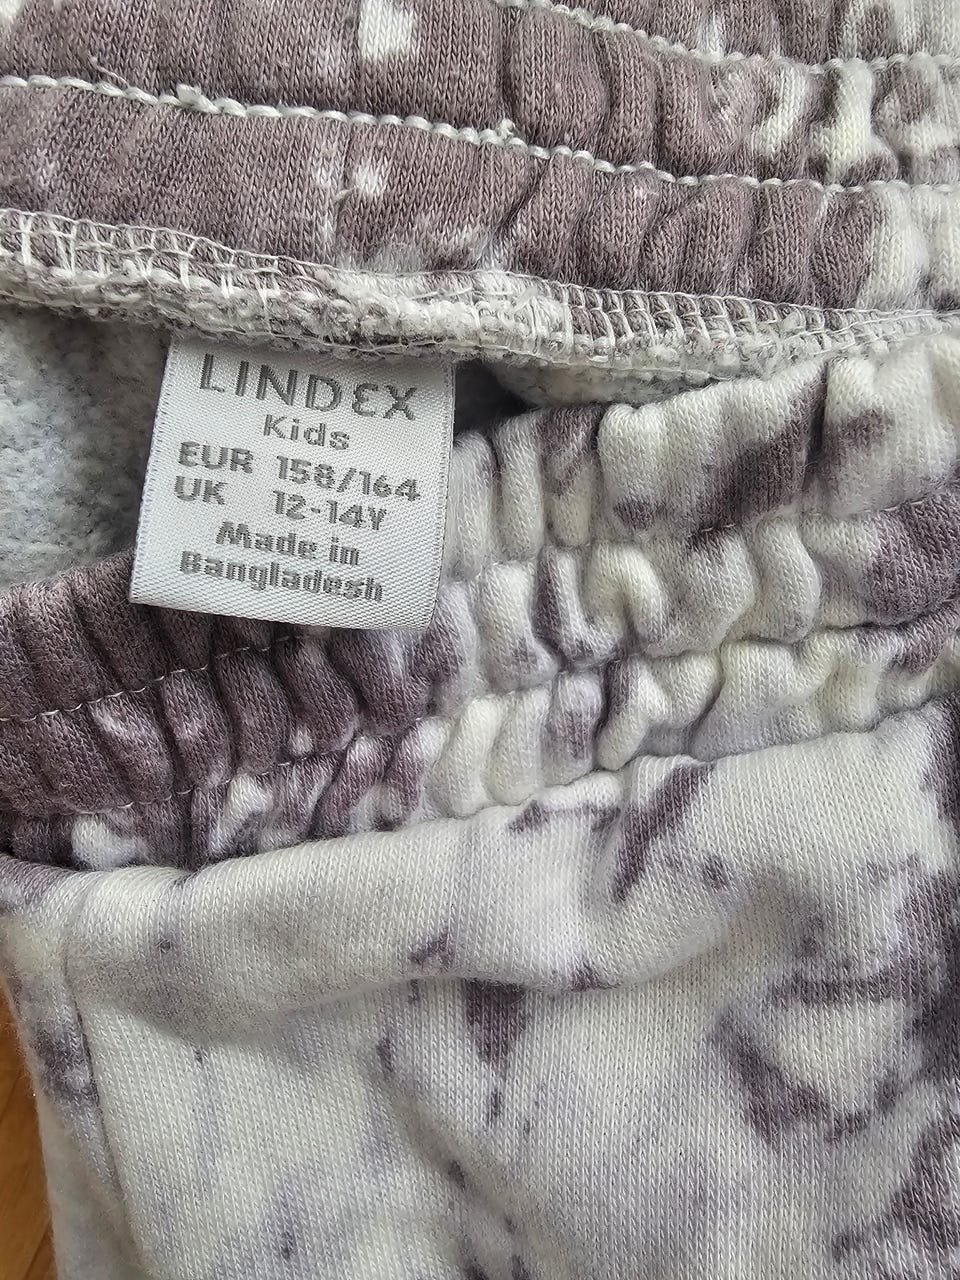 LINDEX
Kids
EUR 158/164
UK 12-14Y
Made in
Bangladesh